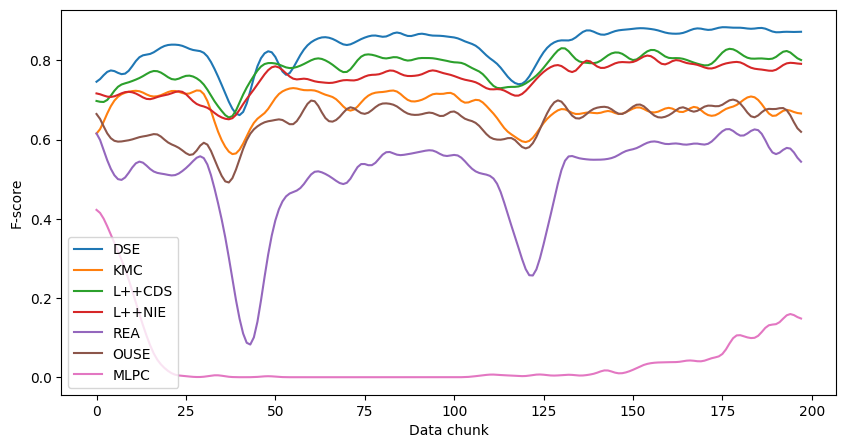 F-score
0.8
0.6
0.4
0.2
0.0
DSE
KMC
L++CDS
L++NIE
REA
OUSE
MLPC
0
25
50
75
100
125
150
175
200
Data chunk